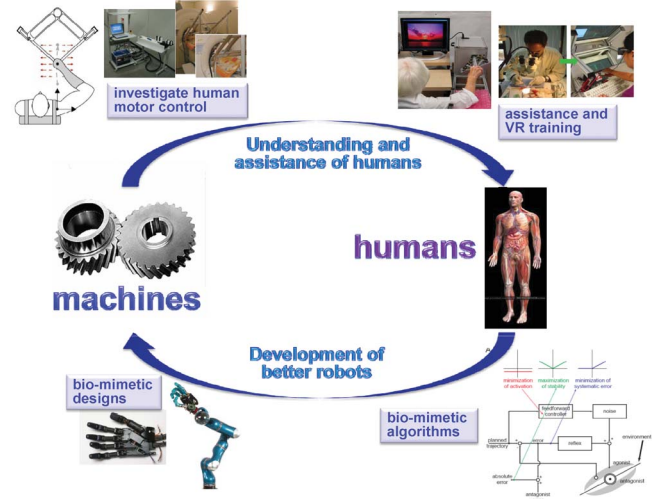 investigate human
motor control
assistance and
VR training
Understanding and
assistance of humans
machines
humans
Development of
better robots
bio-mimetic
designs
bio-mimetic
algorithms
minimization
of activation
maximization
of stability
minimization of
systematic error
feedforward
controller
noise
environment
planned
trajectory
error
reflex
agonist
antagonist
absolute
error
antagonist